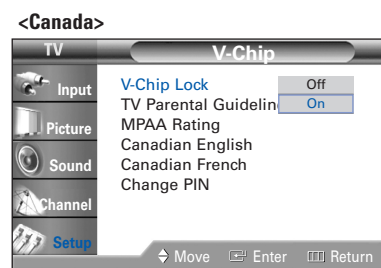 <Canada>
TV V-Chip
Input
Picture
Sound
Channel
Setup
V-Chip Lock Off
TV Parental Guidelin On
MPAA Rating
Canadian English
Canadian French
Change PIN
Move Enter Return